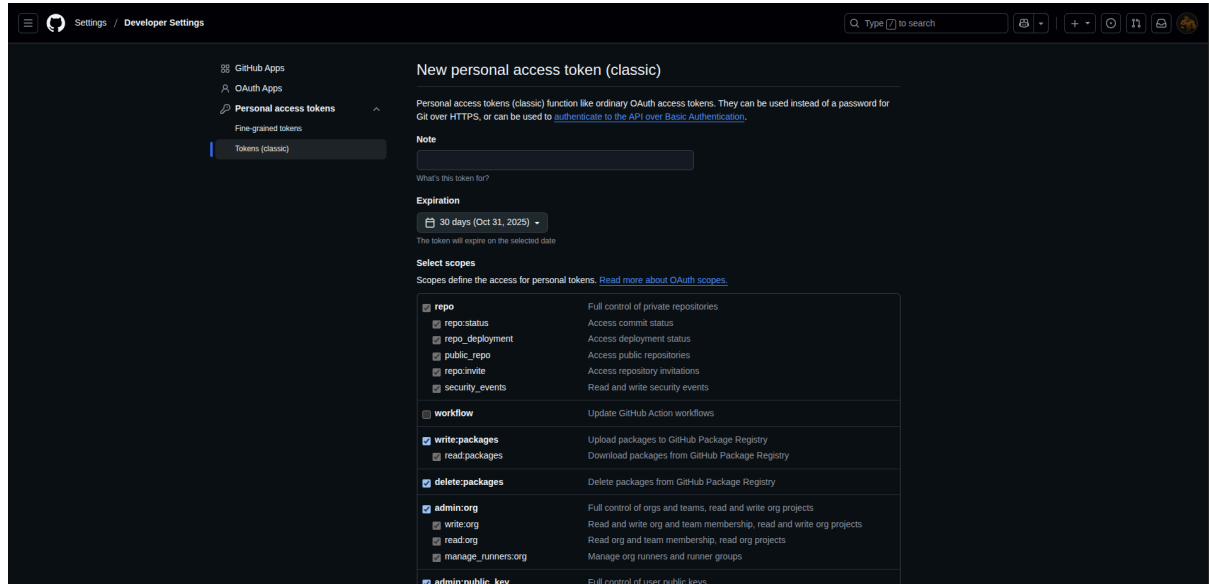 Settings / Developer Settings
Type / to search
GitHub Apps
OAuth Apps
Personal access tokens
Fine-grained tokens
Tokens (classic)
New personal access token (classic)
Personal access tokens (classic) function like ordinary OAuth access tokens. They can be used instead of a password for
Git over HTTPS, or can be used to authenticate to the API over Basic Authentication.
Note
What's this token for?
Expiration
30 days (Oct 31, 2025)
The token will expire on the selected date
Select scopes
Scopes define the access for personal tokens. Read more about OAuth scopes.
repo Full control of private repositories
repo:status Access commit status
repo_deployment Access deployment status
public_repo Access public repositories
repo:invite Access repository invitations
security_events Read and write security events
workflow Update GitHub Action workflows
write:packages Upload packages to GitHub Package Registry
read:packages Download packages from GitHub Package Registry
delete:packages Delete packages from GitHub Package Registry
admin:org Full control of orgs and teams, read and write org projects
write:org Read and write org and team membership, read and write org projects
read:org Read org and team membership, read org projects
manage_runners:org Manage org runners and runner groups
admin:public_key Full control of user public keys